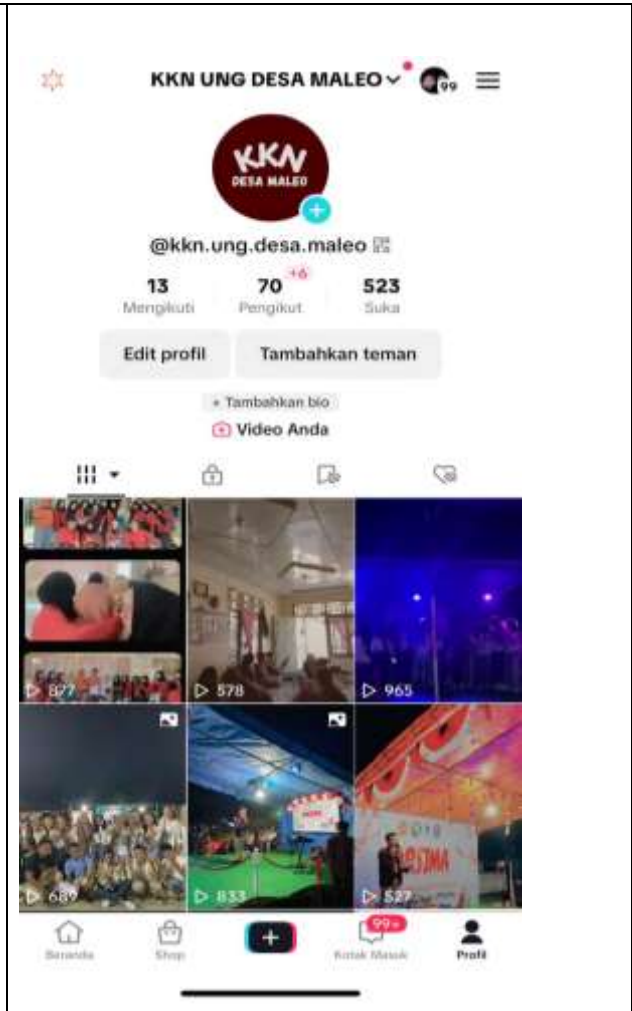 KKN UNG DESA MALEO
99
KKN
DESA MALEO
@kkn.ung.desa.maleo
13 70 +6 523
Mengikuti Pengikut Suka
Edit profil Tambahkan teman
+ Tambahkan bio
Video Anda
877 578 965
689 833 527
99+
Beranda Shop Kotak Masuk Profil